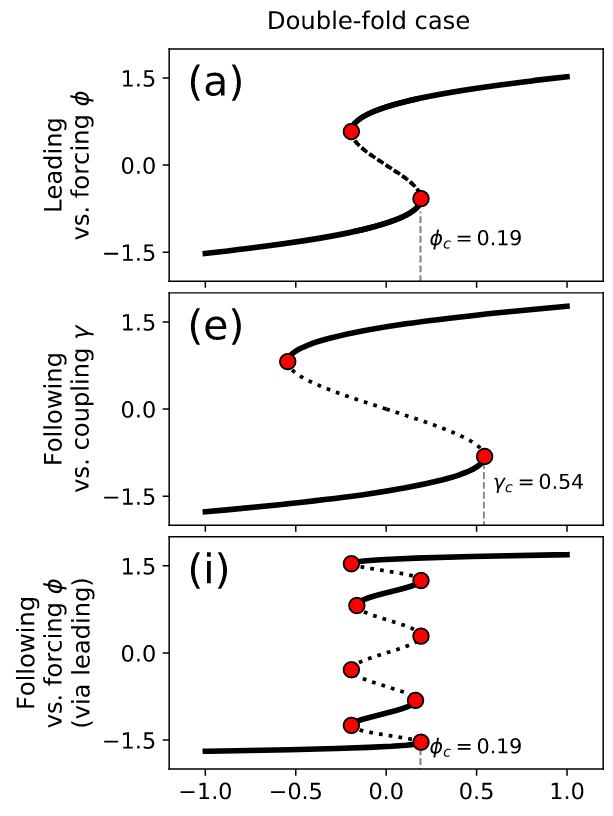 Double-fold case
(a)
Leading
vs. forcing ϕ
1.5
0.0
−1.5
ϕc = 0.19
(e)
Following
vs. coupling γ
1.5
0.0
−1.5
γc = 0.54
(i)
Following
vs. forcing ϕ
(via leading)
1.5
0.0
−1.5
ϕc = 0.19
−1.0 −0.5 0.0 0.5 1.0